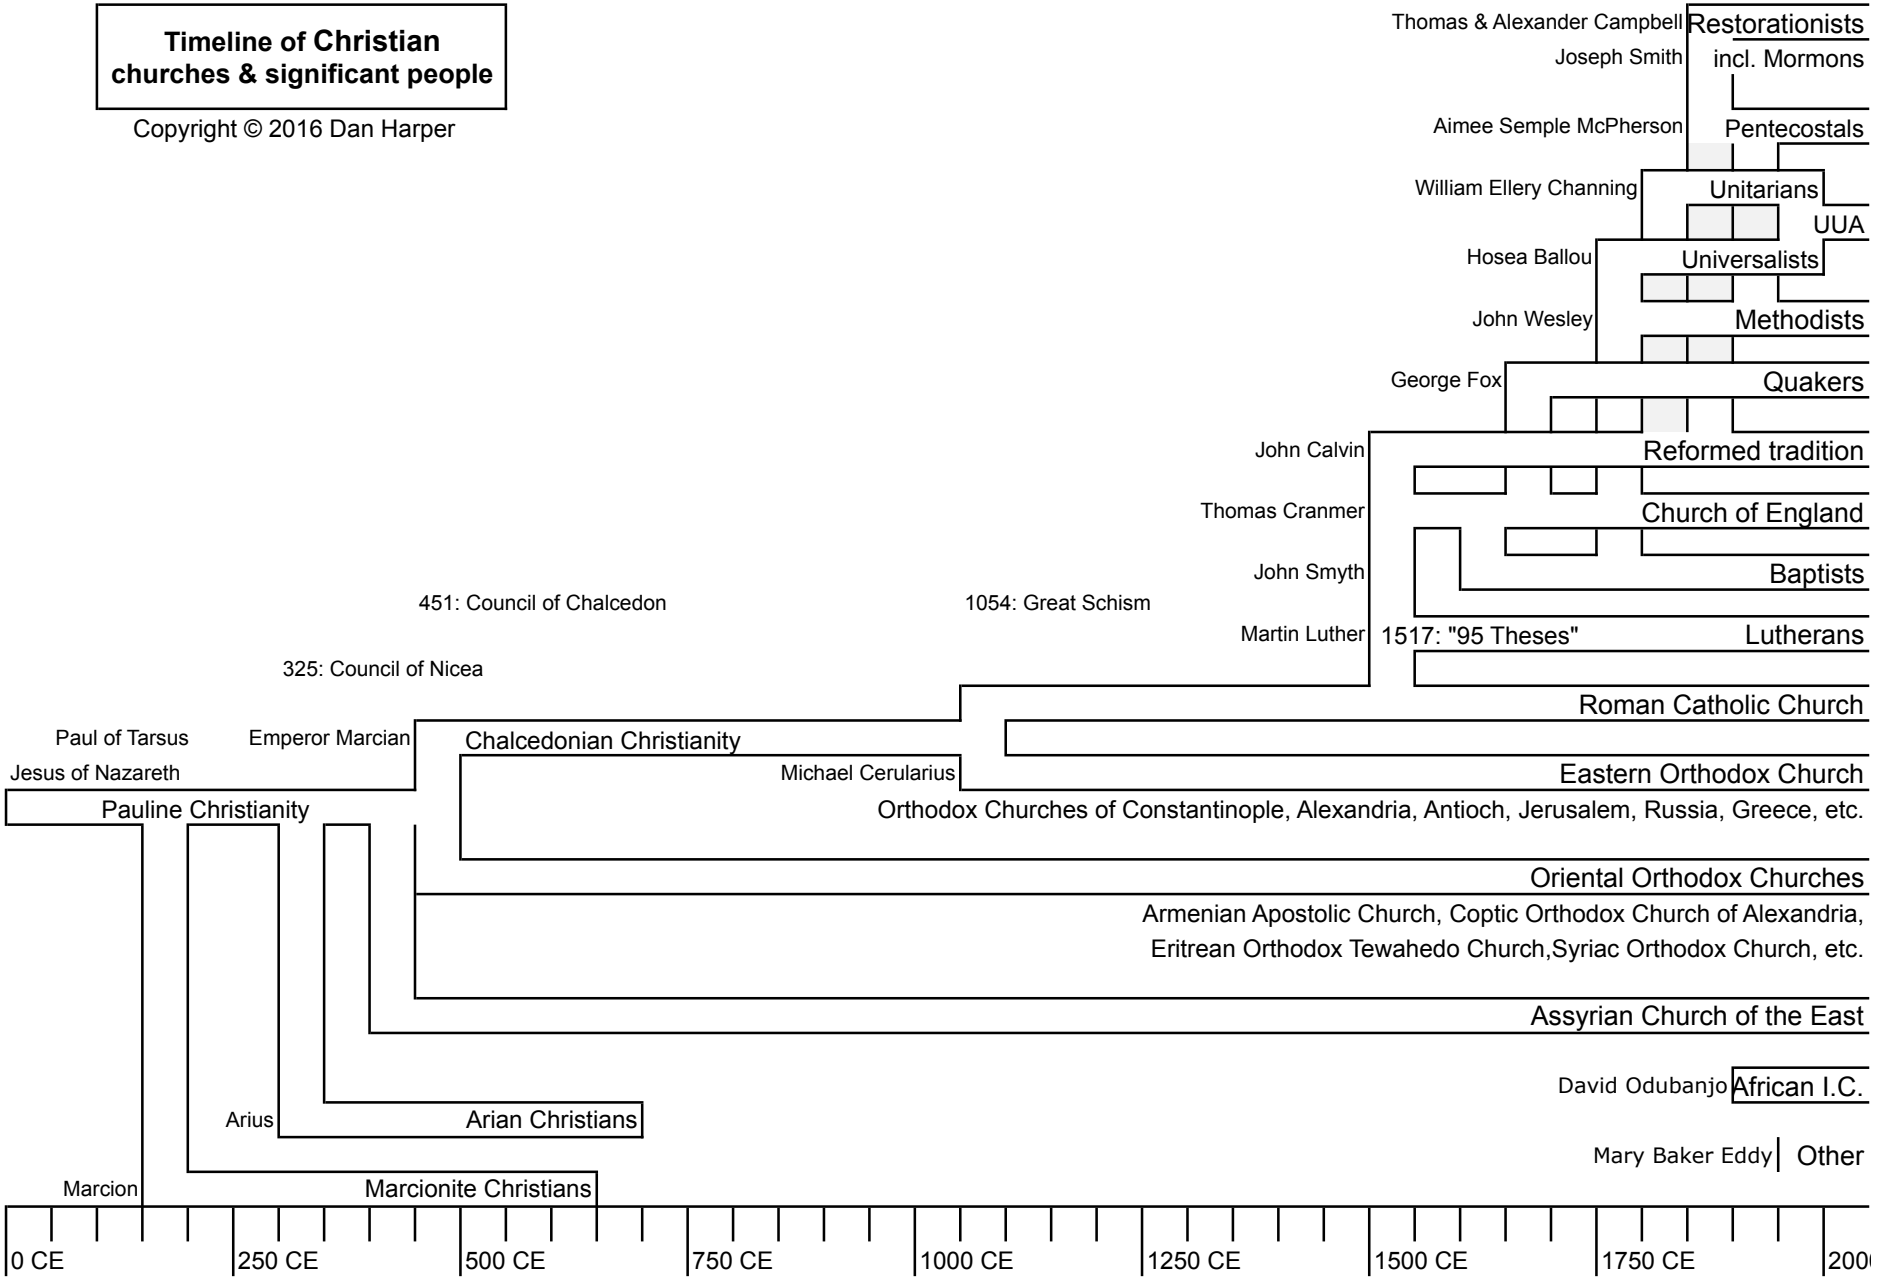 Timeline of Christian
churches & significant people
Copyright © 2016 Dan Harper
Thomas & Alexander Campbell Restorationists
Joseph Smith incl. Mormons
Aimee Semple McPherson Pentecostals
William Ellery Channing Unitarians
UUA
Hosea Ballou Universalists
John Wesley Methodists
George Fox Quakers
John Calvin Reformed tradition
Thomas Cranmer Church of England
John Smyth Baptists
451: Council of Chalcedon 1054: Great Schism
Martin Luther 1517: "95 Theses" Lutherans
325: Council of Nicea
Roman Catholic Church
Paul of Tarsus Emperor Marcian Chalcedonian Christianity
Jesus of Nazareth Michael Cerularius Eastern Orthodox Church
Pauline Christianity Orthodox Churches of Constantinople, Alexandria, Antioch, Jerusalem, Russia, Greece, etc.
Oriental Orthodox Churches
Armenian Apostolic Church, Coptic Orthodox Church of Alexandria,
Eritrean Orthodox Tewahedo Church,Syriac Orthodox Church, etc.
Assyrian Church of the East
David Odubanjo African I.C.
Arius Arian Christians
Mary Baker Eddy Other
Marcion Marcionite Christians
0 CE 250 CE 500 CE 750 CE 1000 CE 1250 CE 1500 CE 1750 CE 2000